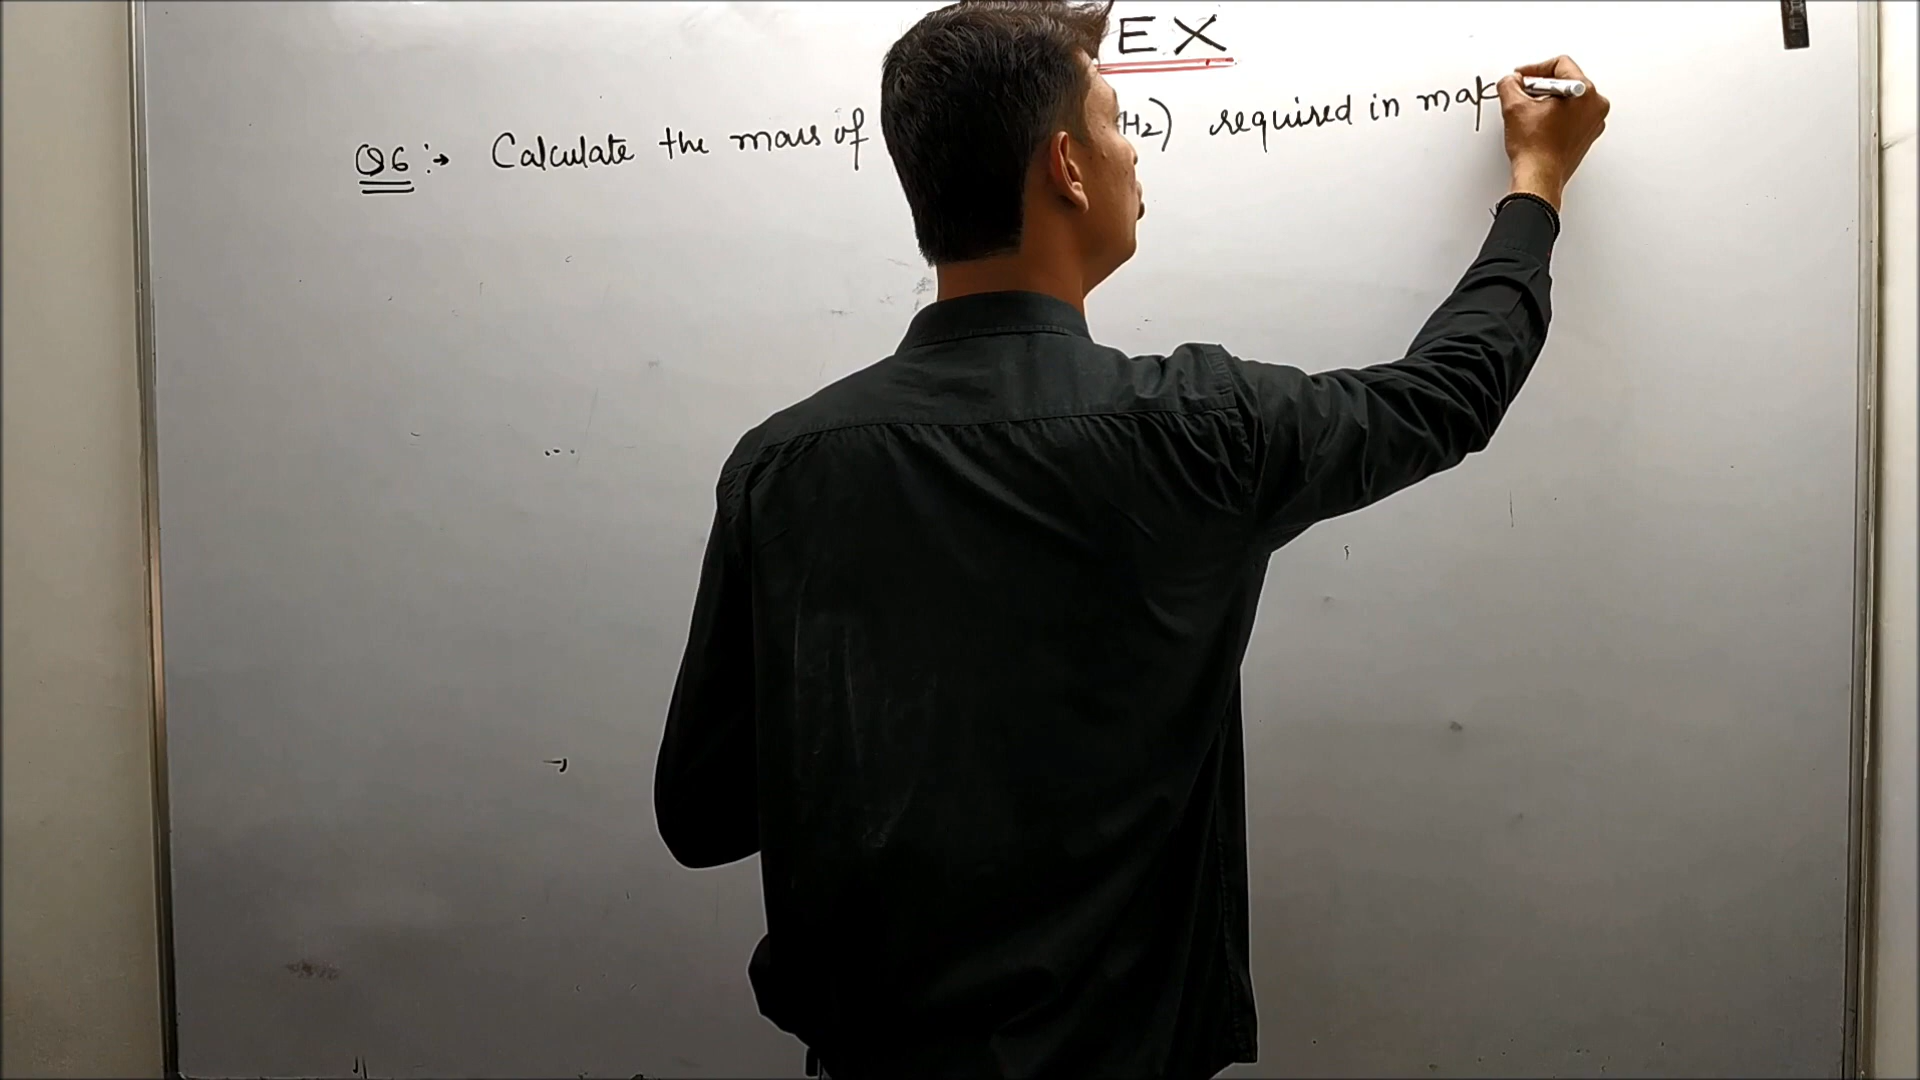 EX
Q6:→ Calculate the mass of H2) required in mak